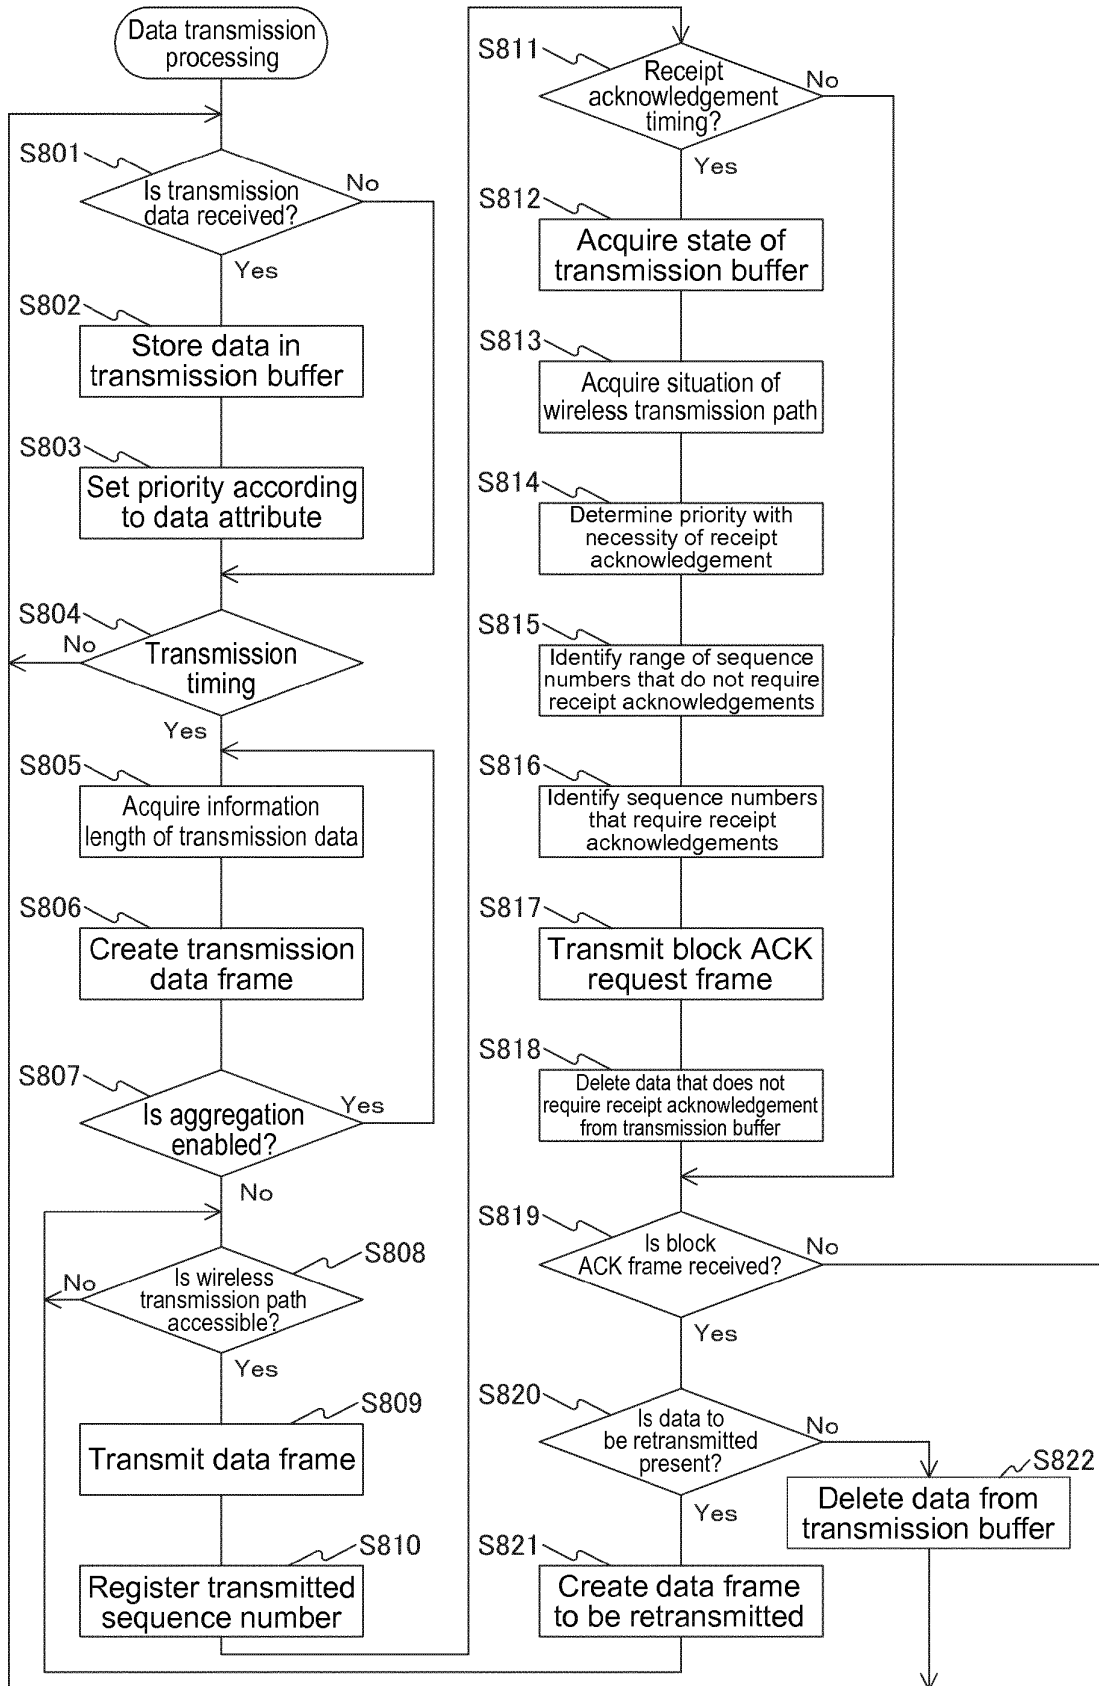 Data transmission
processing
S801
Is transmission
data received?
No
Yes
S802
Store data in
transmission buffer
S803
Set priority according
to data attribute
S804
No
Transmission
timing
Yes
S805
Acquire information
length of transmission data
S806
Create transmission
data frame
S807
Is aggregation
enabled?
Yes
No
S808
No
Is wireless
transmission path
accessible?
Yes
S809
Transmit data frame
S810
Register transmitted
sequence number
S811
Receipt
acknowledgement
timing?
No
Yes
S812
Acquire state of
transmission buffer
S813
Acquire situation of
wireless transmission path
S814
Determine priority with
necessity of receipt
acknowledgement
S815
Identify range of sequence
numbers that do not require
receipt acknowledgements
S816
Identify sequence numbers
that require receipt
acknowledgements
S817
Transmit block ACK
request frame
S818
Delete data that does not
require receipt acknowledgement
from transmission buffer
S819
Is block
ACK frame received?
No
Yes
S820
Is data to
be retransmitted
present?
No
Yes
S822
Delete data from
transmission buffer
S821
Create data frame
to be retransmitted